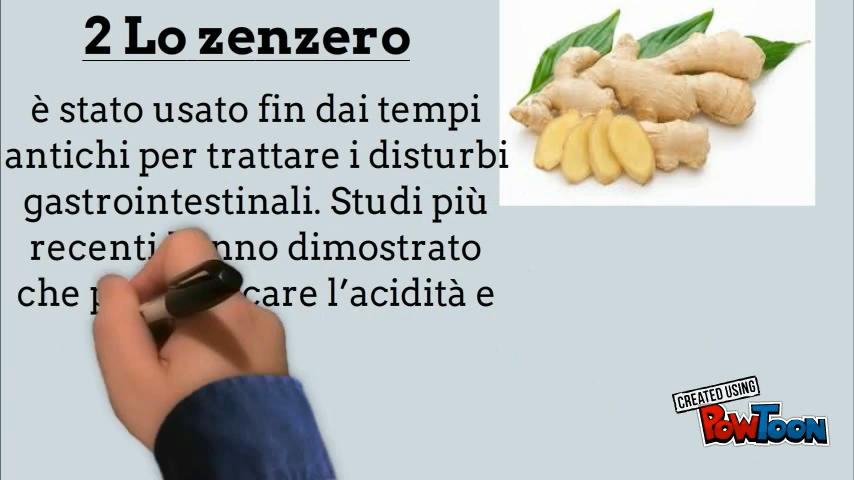 2 Lo zenzero
è stato usato fin dai tempi
antichi per trattare i disturbi
gastrointestinali. Studi più
recenti dimostrato
che l’acidità e
CREATED USING
POWTOON